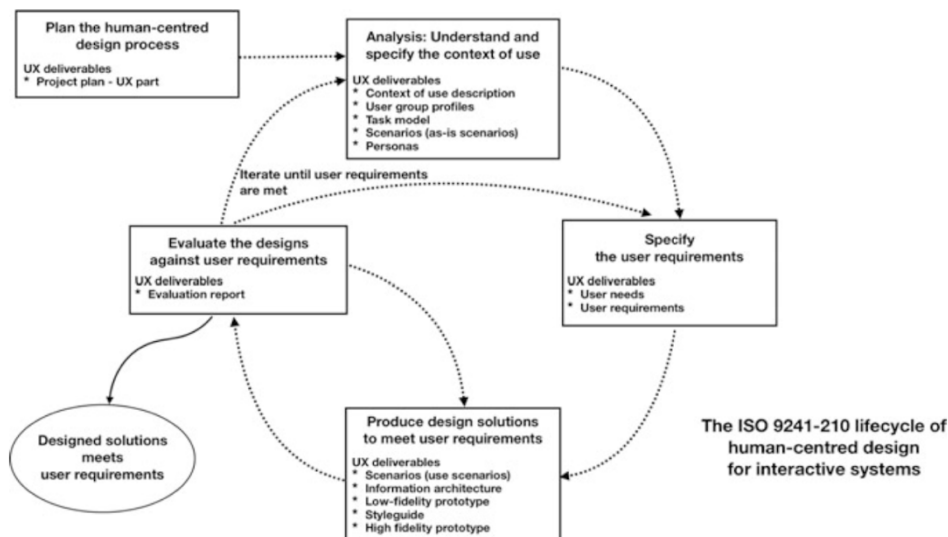 Plan the human-centred
design process
UX deliverables
* Project plan - UX part
Analysis: Understand and
specify the context of use
UX deliverables
* Context of use description
* User group profiles
* Task model
* Scenarios (as-is scenarios)
* Personas
Iterate until user requirements
are met
Evaluate the designs
against user requirements
UX deliverables
* Evaluation report
Specify
the user requirements
UX deliverables
* User needs
* User requirements
Designed solutions
meets
user requirements
Produce design solutions
to meet user requirements
UX deliverables
* Scenarios (use scenarios)
* Information architecture
* Low-fidelity prototype
* Styleguide
* High fidelity prototype
The ISO 9241-210 lifecycle of
human-centred design
for interactive systems